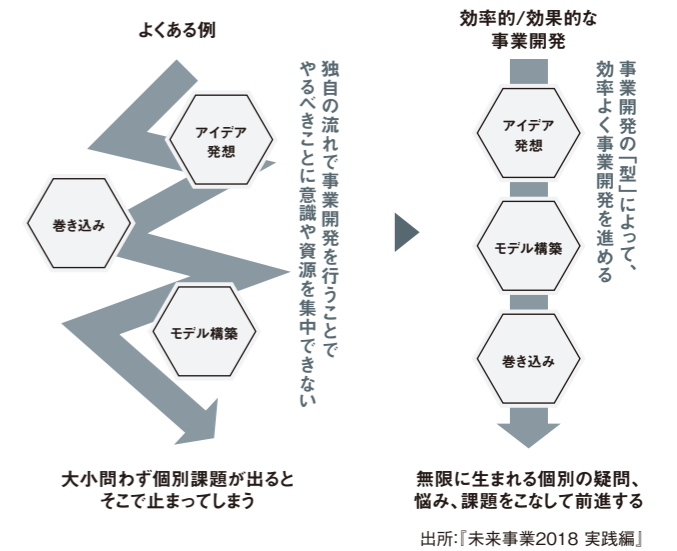 よくある例
アイデア
発想
巻き込み
モデル構築
独自の流れで事業開発を行うことで
やるべきことに意識や資源を集中できない
大小問わず個別課題が出ると
そこで止まってしまう
効率的/効果的な
事業開発
アイデア
発想
モデル構築
巻き込み
事業開発の「型」によって、
効率よく事業開発を進める
無限に生まれる個別の疑問、
悩み、課題をこなして前進する
出所:『未来事業2018 実践編』